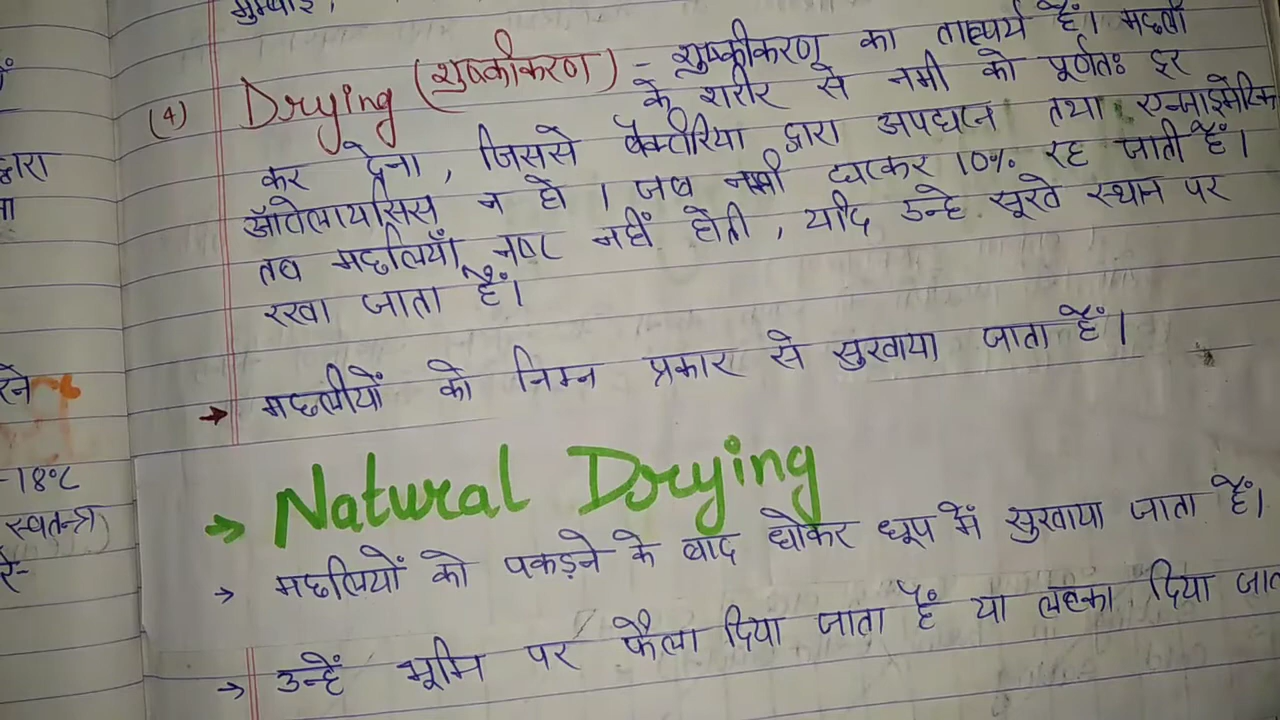 (4) Drying (शुष्कीकरण) - शुष्कीकरण का तात्पर्य हैं। मछली
के शरीर से नमी को पूर्णतः दूर
कर देना, जिससे बैक्टीरिया द्वारा अपघटन तथा एन्जाइमेटिक
ऑटोलायसिस न हो। जब नमी घटकर 10% रह जाती हैं।
तब मछलियाँ नष्ट नहीं होती, यदि उन्हे सूखे स्थान पर
रखा जाता हैं।
→ मछलीयों को निम्न प्रकार से सुखाया जाता हैं।
→ Natural Drying
→ मछलियों को पकड़ने के बाद धोकर धूप में सुखाया जाता हैं।
→ उन्हें भूमि पर फैला दिया जाता हैं या लटका दिया जात
द्वारा
-18°C
स्वतन्त्र